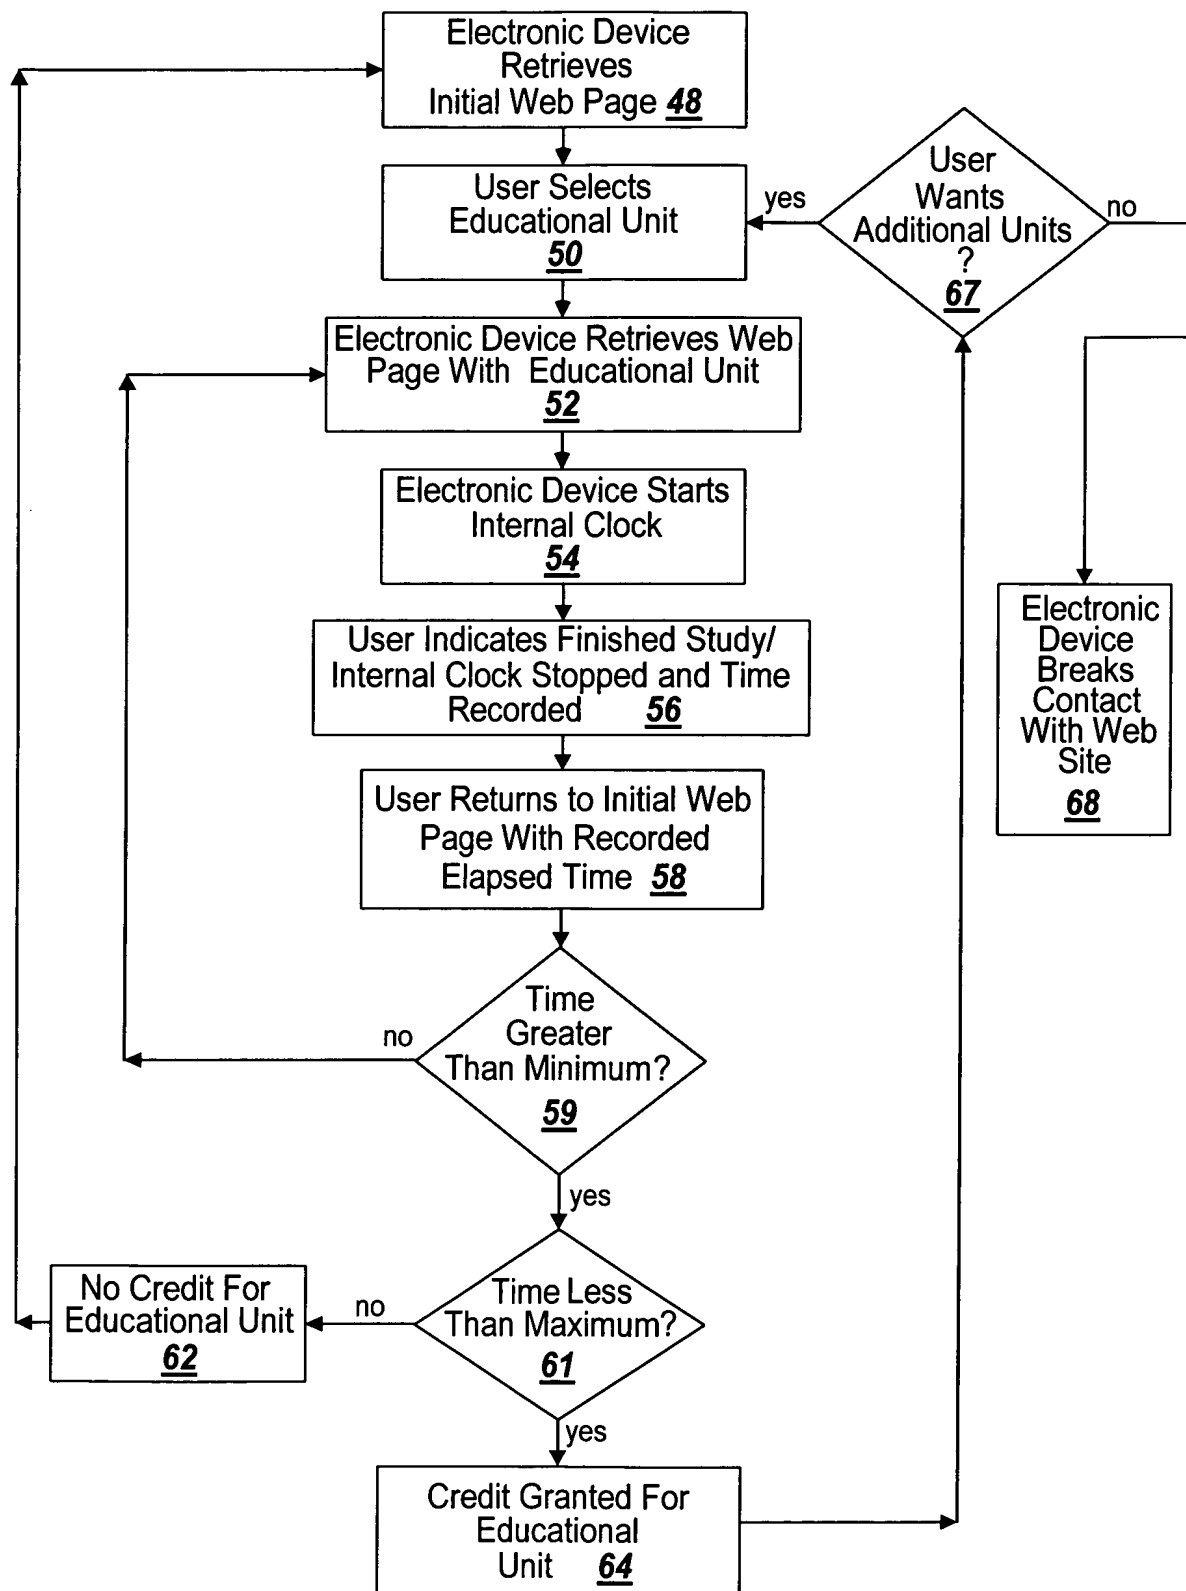 Electronic Device
Retrieves
Initial Web Page 48
User Selects
Educational Unit
50
yes
User
Wants
Additional Units
?
67
no
Electronic Device Retrieves Web
Page With Educational Unit
52
Electronic Device Starts
Internal Clock
54
User Indicates Finished Study/
Internal Clock Stopped and Time
Recorded 56
Electronic
Device
Breaks
Contact
With Web
Site
68
User Returns to Initial Web
Page With Recorded
Elapsed Time 58
Time
Greater
Than Minimum?
59
no
yes
Time Less
Than Maximum?
61
no
No Credit For
Educational Unit
62
yes
Credit Granted For
Educational
Unit 64